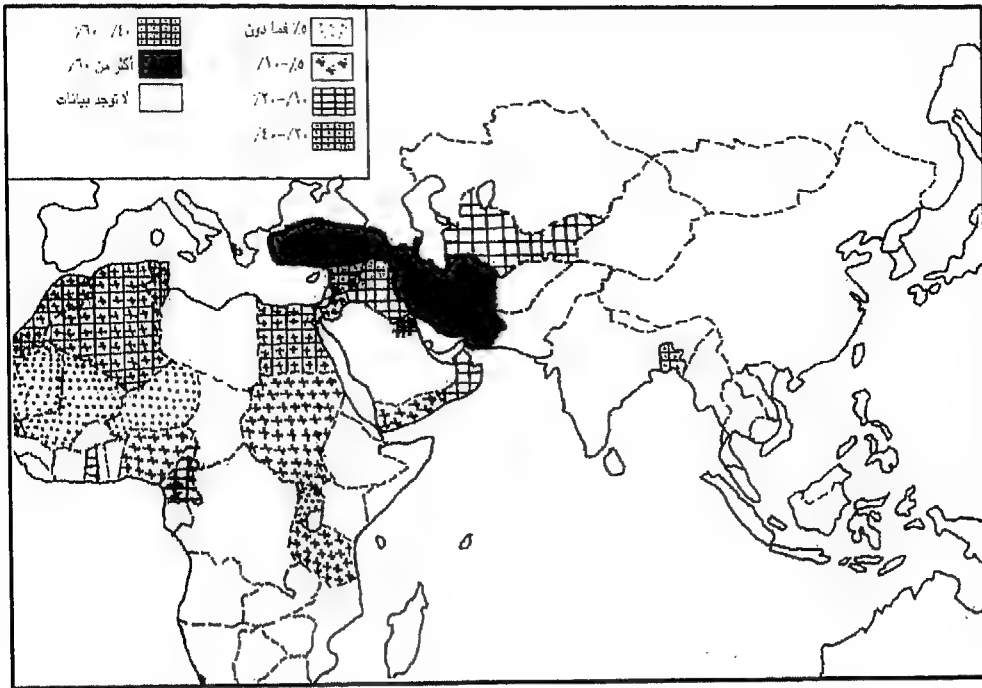 ٥٪ فما دون
٥٪-١٠٪
١٠٪-٢٠٪
٢٠٪-٤٠٪
٤٠٪ ٦٠٪
أكثر من ٦٠٪
لا توجد بيانات